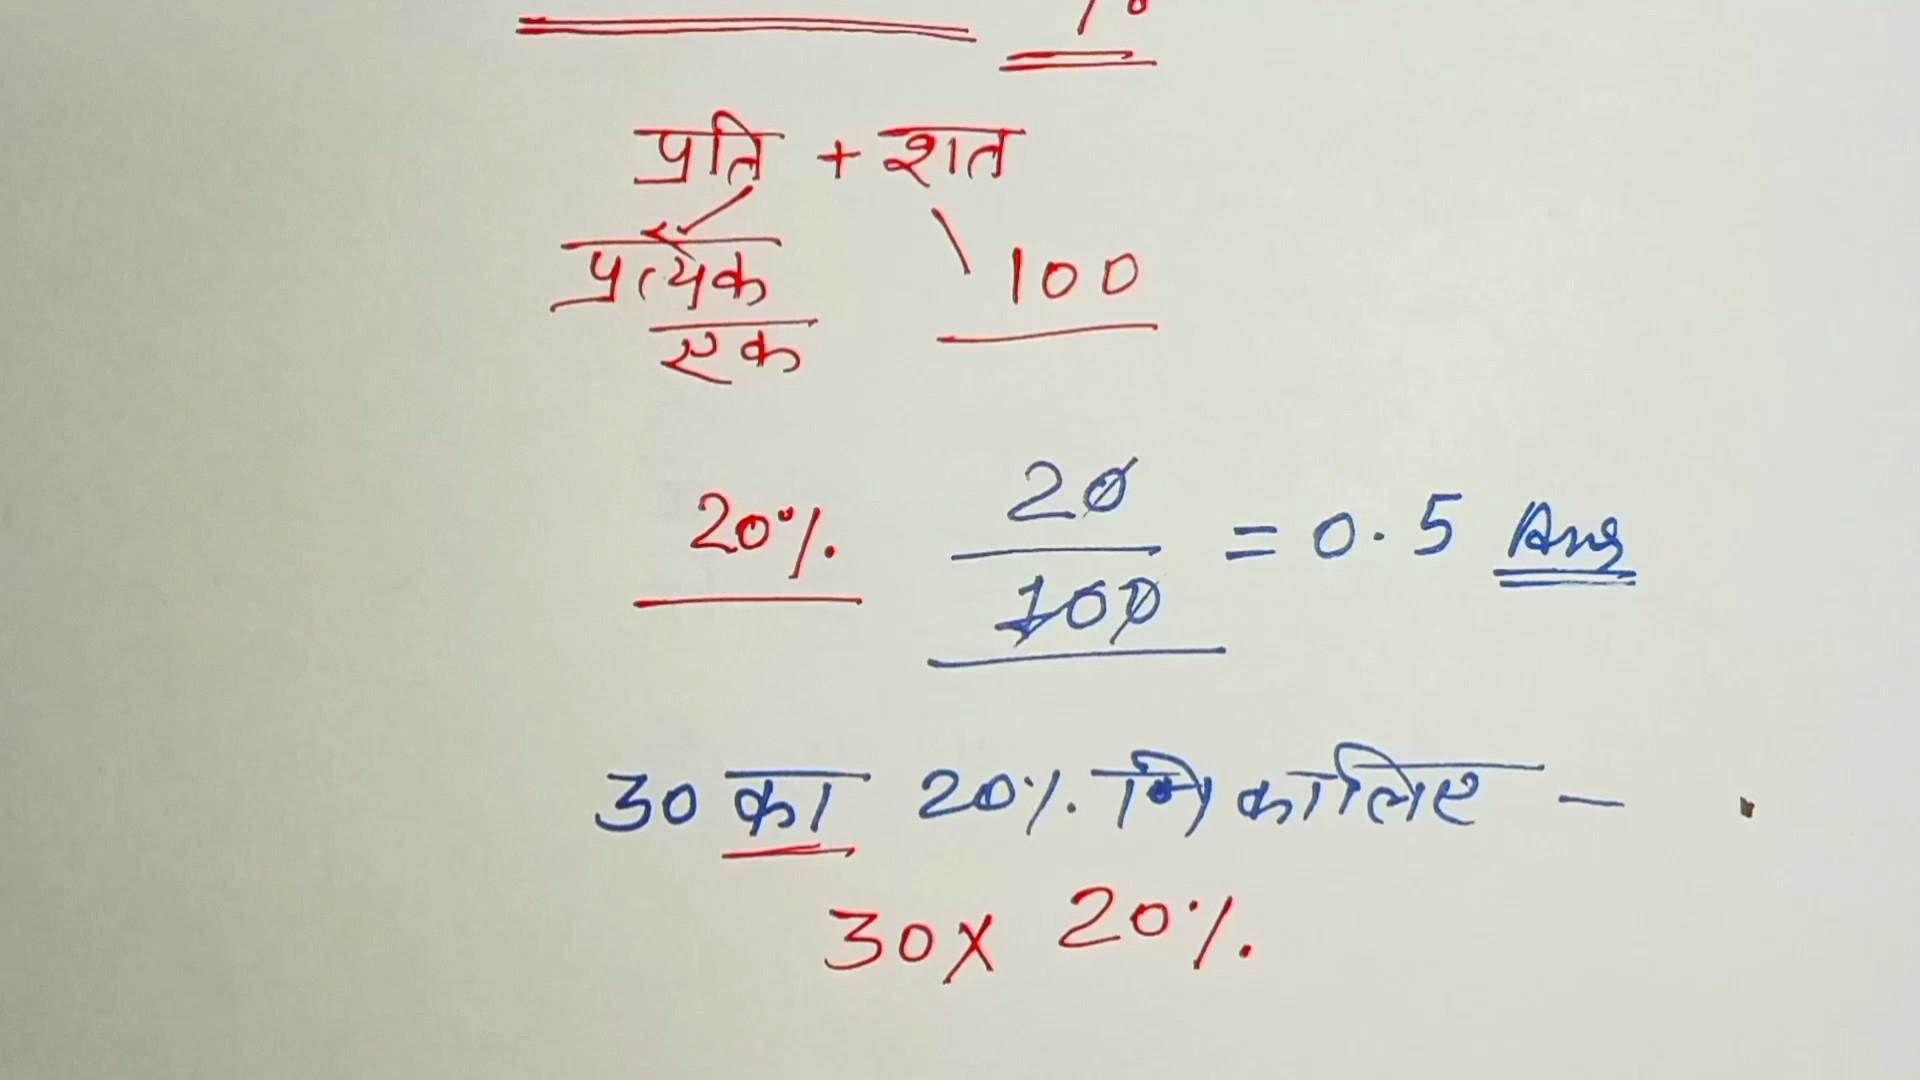 %
प्रति + शत
प्रत्येक 100
एक
20% 20/100 = 0.5 Ans
30 का 20% निकालिए –
30 x 20%